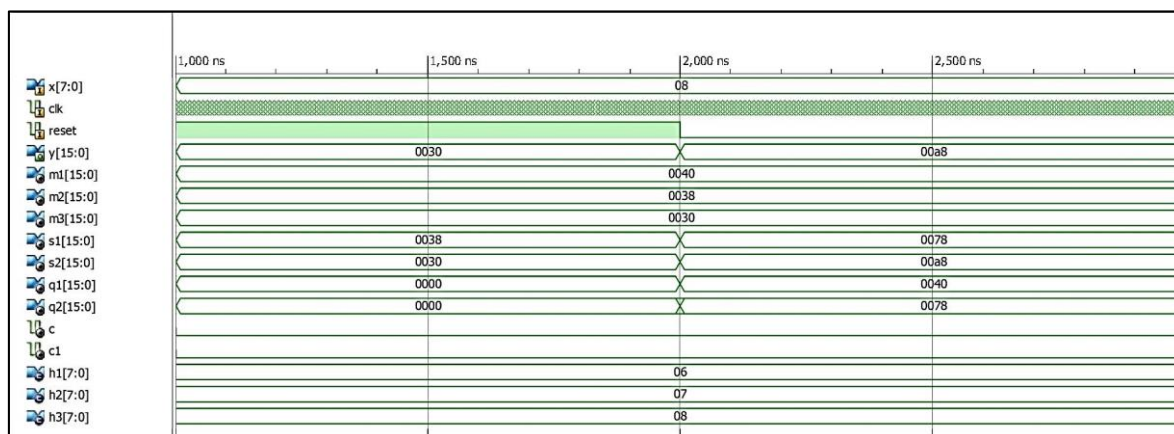 1,000 ns 1,500 ns 2,000 ns 2,500 ns
x[7:0] 08
clk
reset
y[15:0] 0030 00a8
m1[15:0] 0040
m2[15:0] 0038
m3[15:0] 0030
s1[15:0] 0038 0078
s2[15:0] 0030 00a8
q1[15:0] 0000 0040
q2[15:0] 0000 0078
c
c1
h1[7:0] 06
h2[7:0] 07
h3[7:0] 08